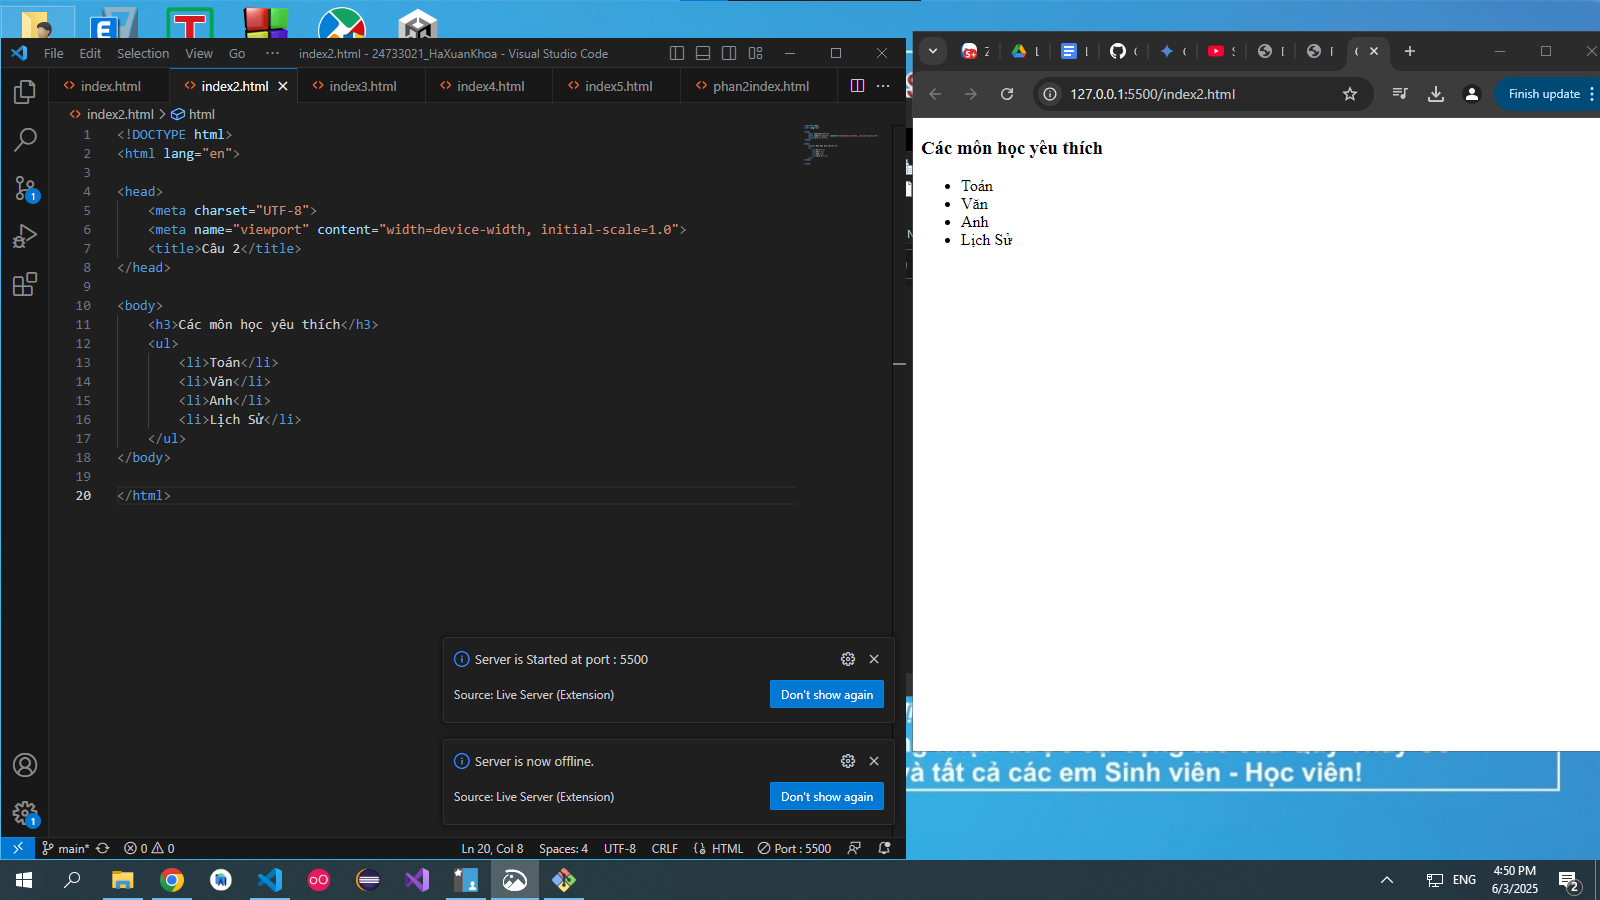 File Edit Selection View Go ··· index2.html - 24733021_HaXuanKhoa - Visual Studio Code
index.html index2.html index3.html index4.html index5.html phan2index.html
index2.html > html
1 <!DOCTYPE html>
2 <html lang="en">
3
4 <head>
5 <meta charset="UTF-8">
6 <meta name="viewport" content="width=device-width, initial-scale=1.0">
7 <title>Câu 2</title>
8 </head>
9
10 <body>
11 <h3>Các môn học yêu thích</h3>
12 <ul>
13 <li>Toán</li>
14 <li>Văn</li>
15 <li>Anh</li>
16 <li>Lịch Sử</li>
17 </ul>
18 </body>
19
20 </html>
1
1
Server is Started at port : 5500
Source: Live Server (Extension)
Don't show again
Server is now offline.
Source: Live Server (Extension)
Don't show again
main* 0 0 Ln 20, Col 8 Spaces: 4 UTF-8 CRLF HTML Port : 5500
127.0.0.1:5500/index2.html
Finish update
Các môn học yêu thích
Toán
Văn
Anh
Lịch Sử
và tất cả các em Sinh viên - Học viên!
ENG
4:50 PM
6/3/2025
2